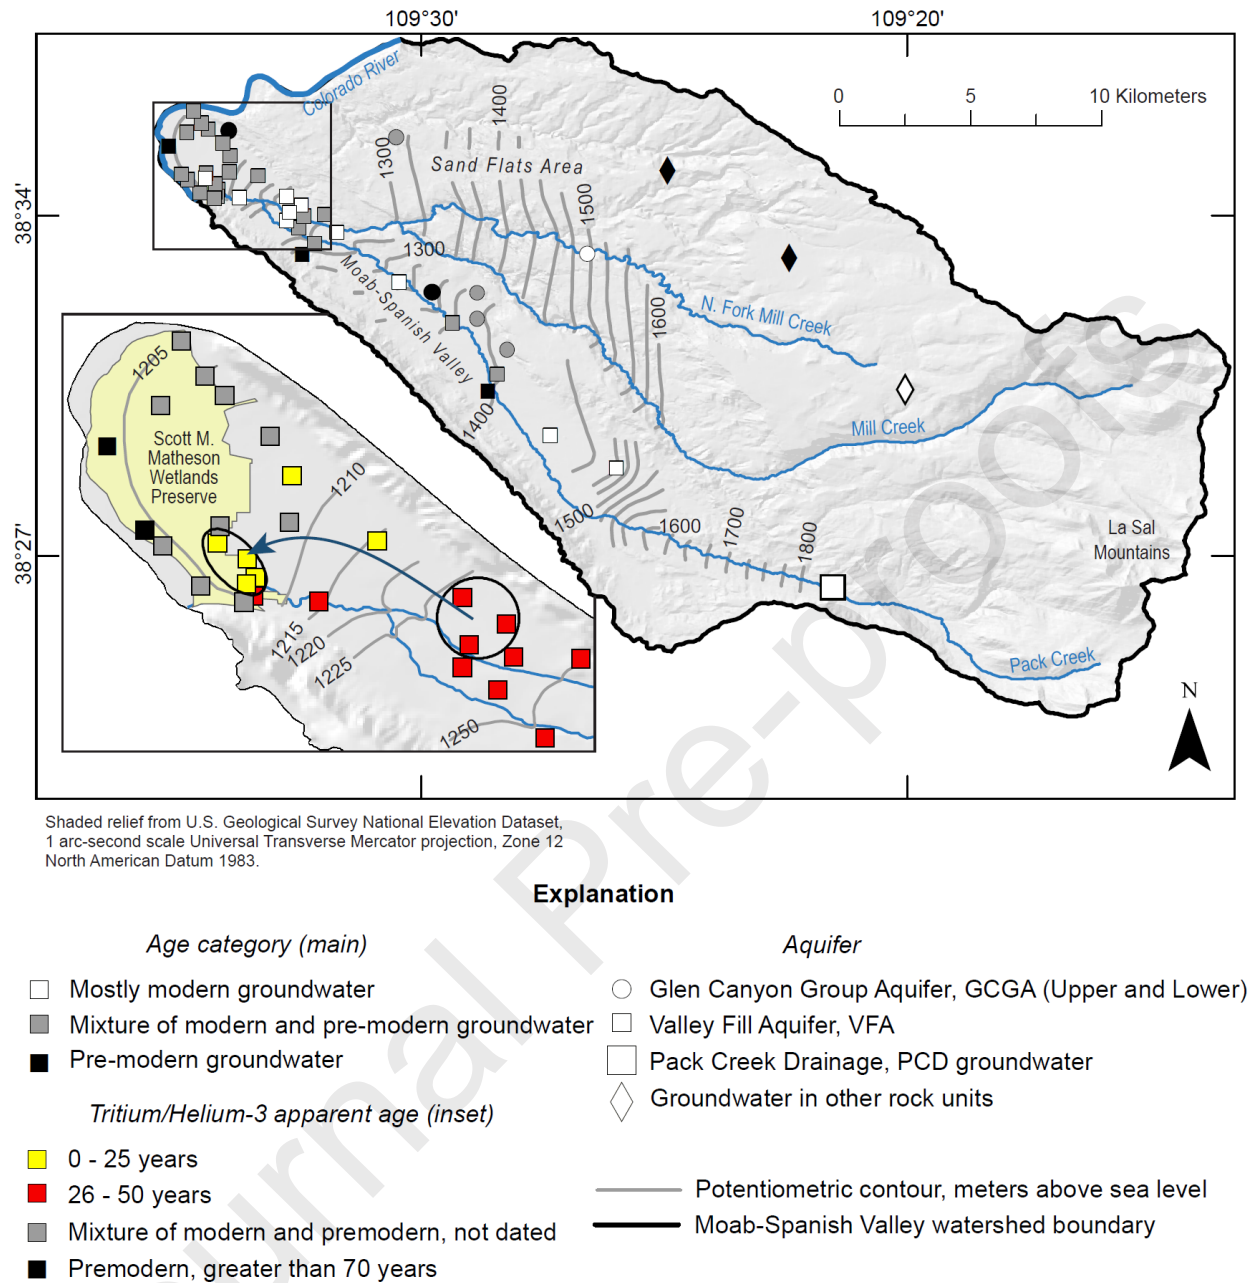 109°30'
109°20'
Colorado River
0
5
10 Kilometers
1400
1300
Sand Flats Area
1500
38°34'
1300
Moab-Spanish Valley
N. Fork Mill Creek
1600
1205
Scott M.
Matheson
Wetlands
Preserve
1210
1400
Mill Creek
1500
1600
1700
1800
La Sal
Mountains
38°27'
1215
1220
1225
1250
Pack Creek
N
Shaded relief from U.S. Geological Survey National Elevation Dataset,
1 arc-second scale Universal Transverse Mercator projection, Zone 12
North American Datum 1983.
Explanation
Age category (main)
Mostly modern groundwater
Mixture of modern and pre-modern groundwater
Pre-modern groundwater
Tritium/Helium-3 apparent age (inset)
0 - 25 years
26 - 50 years
Mixture of modern and premodern, not dated
Premodern, greater than 70 years
Aquifer
Glen Canyon Group Aquifer, GCGA (Upper and Lower)
Valley Fill Aquifer, VFA
Pack Creek Drainage, PCD groundwater
Groundwater in other rock units
Potentiometric contour, meters above sea level
Moab-Spanish Valley watershed boundary
Journal Pre-proofs